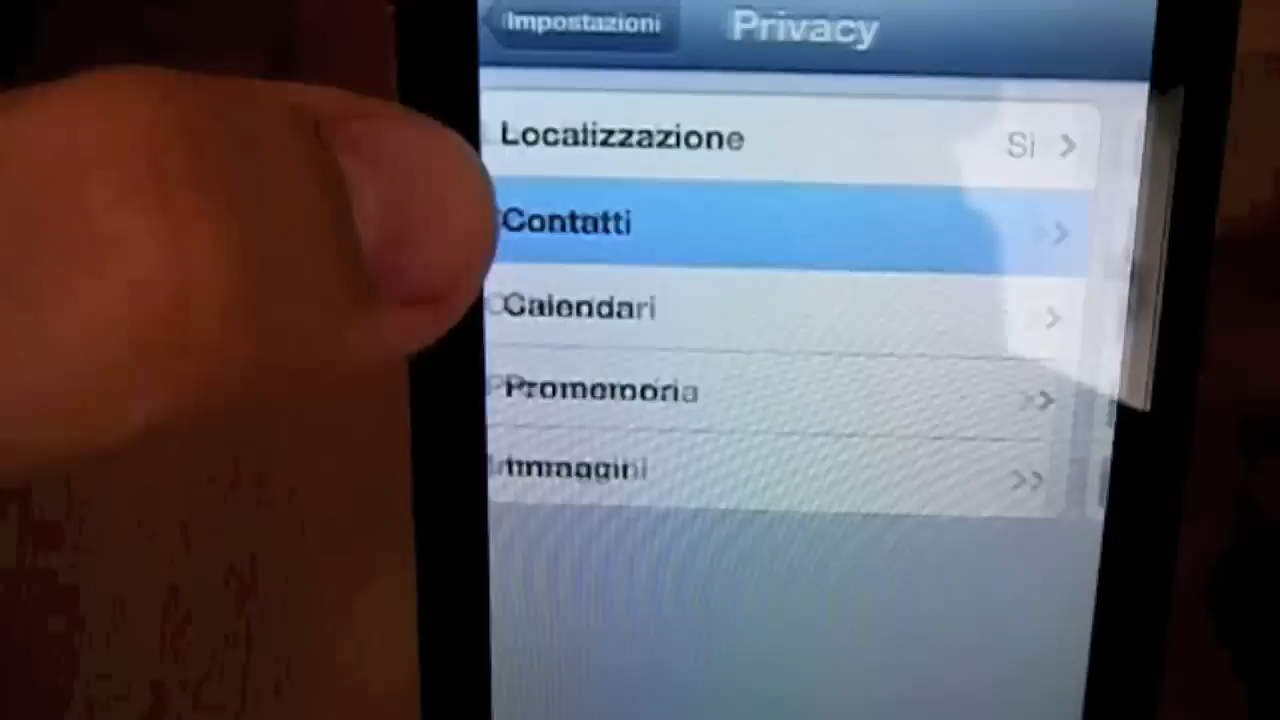 Impostazioni
Privacy
Localizzazione Sì
Contatti
Calendari
Promemoria
Immagini